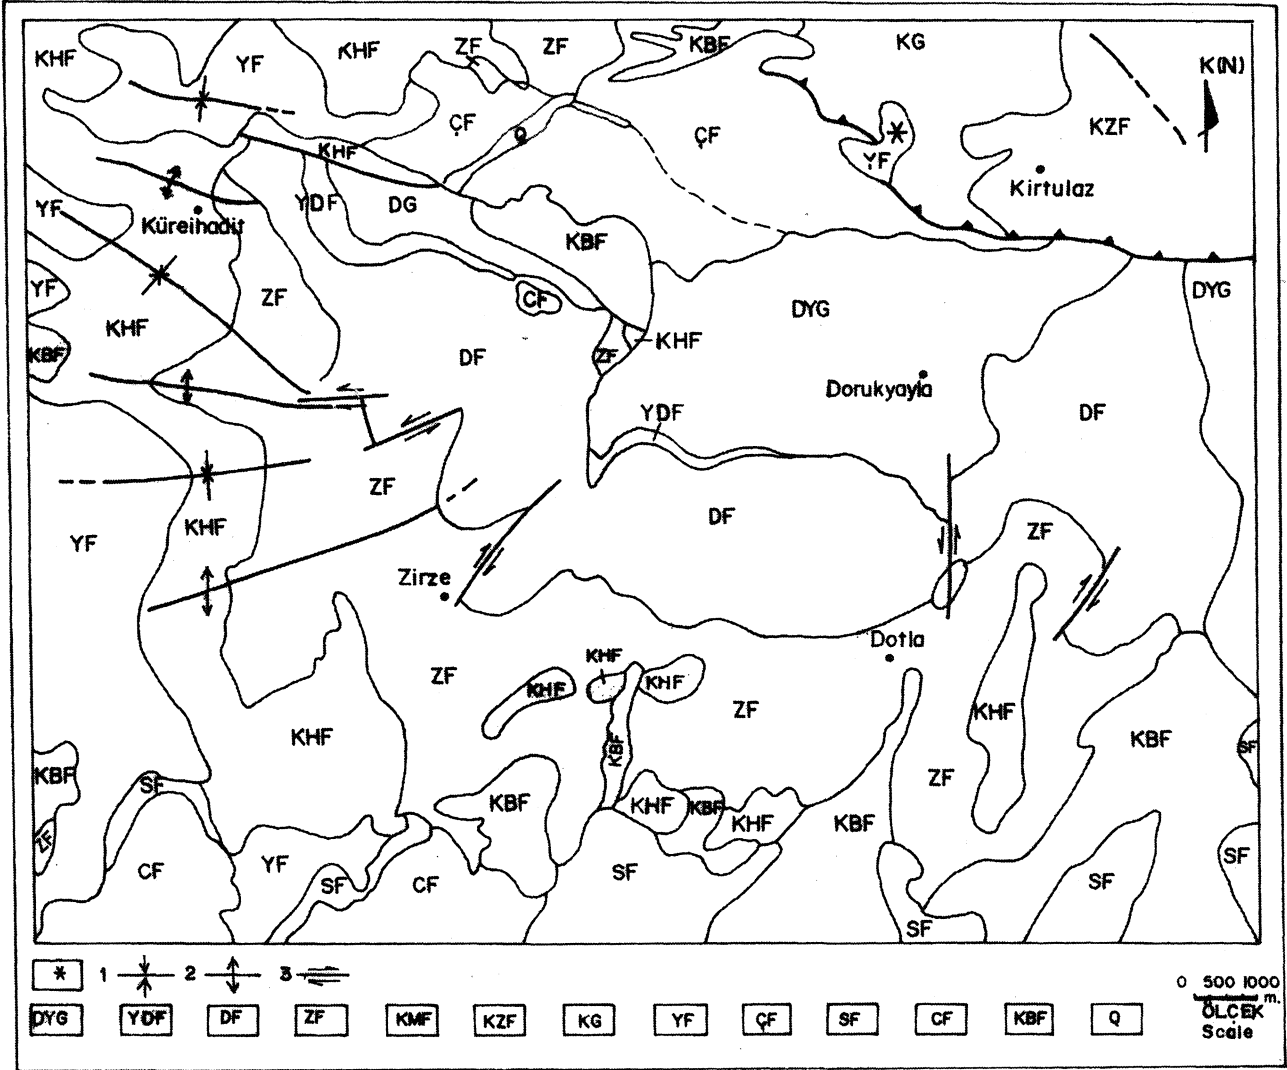 KHF
YF
KHF
ZF
ZF
KBF
KG
K(N)
ÇF
Q
ÇF
KZF
KHF
YF
Kirtulaz
YF
YDF
DG
Küreihadit
KBF
YF
ZF
CF
DYG
DYG
KHF
KBF
DF
ZF
KHF
Dorukyayla
YDF
DF
ZF
DF
YF
KHF
ZF
Zirze
Dotla
ZF
KHF
KHF
KHF
ZF
KHF
KHF
KBF
KBF
SF
KBF
SF
KBF
KHF
KBF
KHF
KBF
ZF
ZF
CF
YF
SF
CF
SF
SF
SF
SF
* 1 2 3
0 500 1000
m.
DYG YDF DF ZF KMF KZF KG YF ÇF SF CF KBF Q
ÖLÇEK
Scale